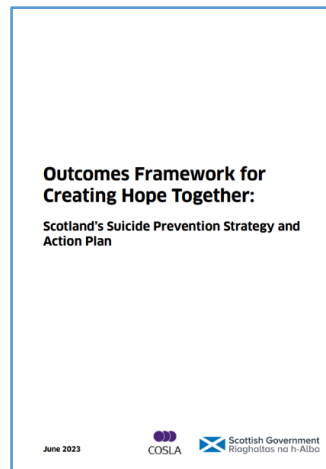 Outcomes Framework for
Creating Hope Together:
Scotland's Suicide Prevention Strategy and
Action Plan
June 2023
COSLA
Scottish Government
Riaghaltas na h-Alba